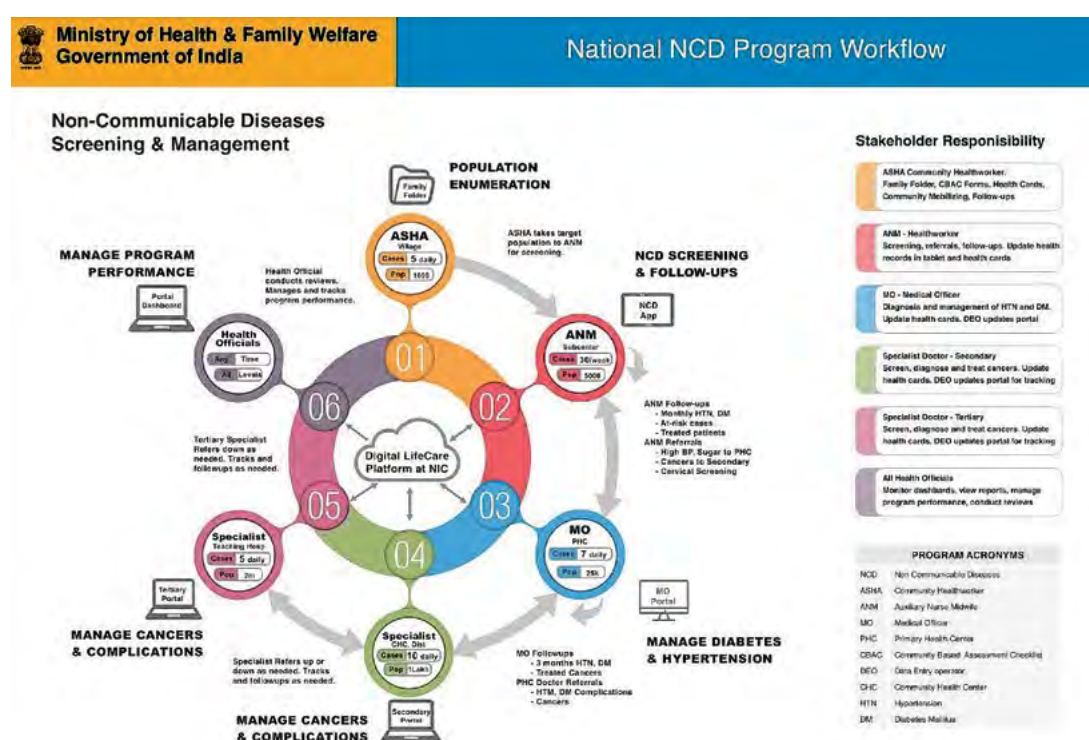 Ministry of Health & Family Welfare
Government of India
National NCD Program Workflow
Non-Communicable Diseases
Screening & Management
POPULATION
ENUMERATION
Family
Folder
ASHA
Village
Cases 5 daily
Pop 1000
ASHA takes target
population to ANM
for screening.
NCD SCREENING
& FOLLOW-UPS
NCD
App
ANM
Subcenter
Cases 30/week
Pop 5000
ANM Follow-ups
- Monthly HTN, DM
- At-risk cases
- Treated patients
ANM Referrals
- High BP, Sugar to PHC
- Cancers to Secondary
- Cervical Screening
MO
PHC
Cases 7 daily
Pop 25k
MO
Portal
MANAGE DIABETES
& HYPERTENSION
MO Followups
- 3 months HTN, DM
- Treated Cancers
PHC Doctor Referrals
- HTM, DM Complications
- Cancers
Specialist
CHC, Dist
Cases 10 daily
Pop 1Lakh
Secondary
Portal
MANAGE CANCERS
& COMPLICATIONS
Specialist Refers up or
down as needed. Tracks
and followups as needed.
Specialist
Teaching Hosp
Cases 5 daily
Pop 2m
Tertiary
Portal
MANAGE CANCERS
& COMPLICATIONS
Tertiary Specialist
Refers down as
needed. Tracks and
followups as needed.
Health
Officials
Any Time
All Levels
Portal
Dashboard
MANAGE PROGRAM
PERFORMANCE
Health Official
conducts reviews.
Manages and tracks
program performance.
01
02
03
04
05
06
Digital LifeCare
Platform at NIC
Stakeholder Responisibility
ASHA Community Healthworker.
Family Folder, CBAC Forms, Health Cards,
Community Mobilizing, Follow-ups
ANM - Healthworker
Screening, referrals, follow-ups. Update health
records in tablet and health cards
MO - Medical Officer
Diagnosis and management of HTN and DM.
Update health cards. DEO updates portal
Specialist Doctor - Secondary
Screen, diagnose and treat cancers. Update
health cards. DEO updates portal for tracking
Specialist Doctor - Tertiary
Screen, diagnose and treat cancers. Update
health cards. DEO updates portal for tracking
All Health Officials
Monitor dashbards, view reports, manage
program performance, conduct reviews
PROGRAM ACRONYMS
NCD Non Communicable Diseases
ASHA Community Healthworker
ANM Auxiliary Nurse Midwife
MO Medical Officer
PHC Primary Health Center
CBAC Community Based Assessment Checklist
DEO Data Entry operator
CHC Community Health Center
HTN Hypertension
DM Diabetes Mellitus